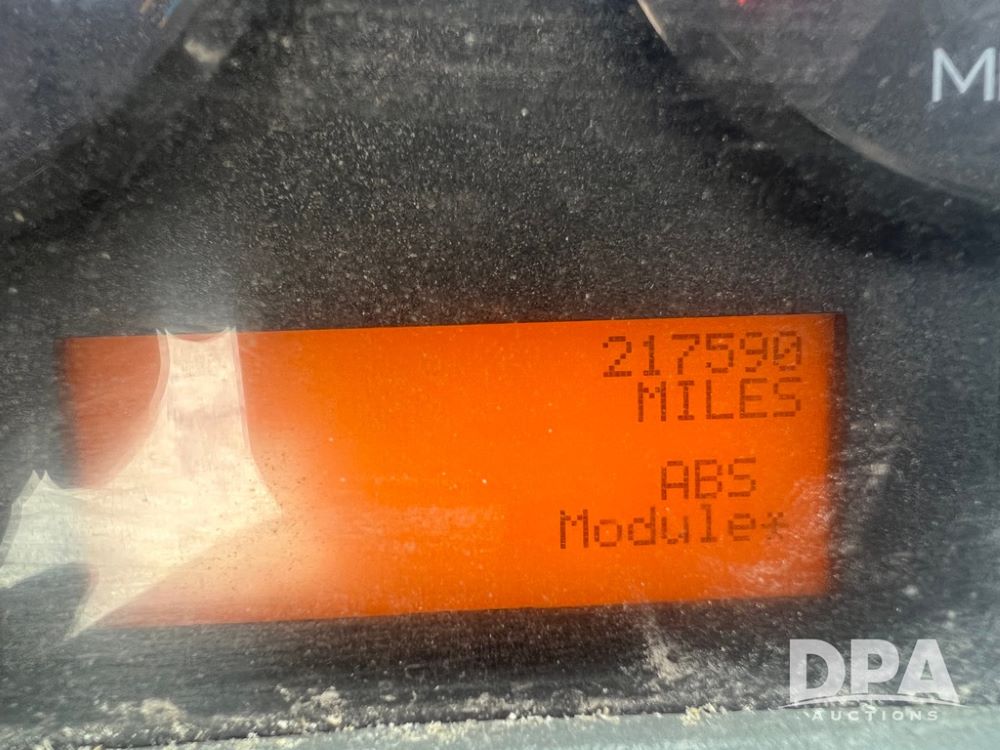 M
217590
MILES
ABS
Module*
DPA
AUCTIONS